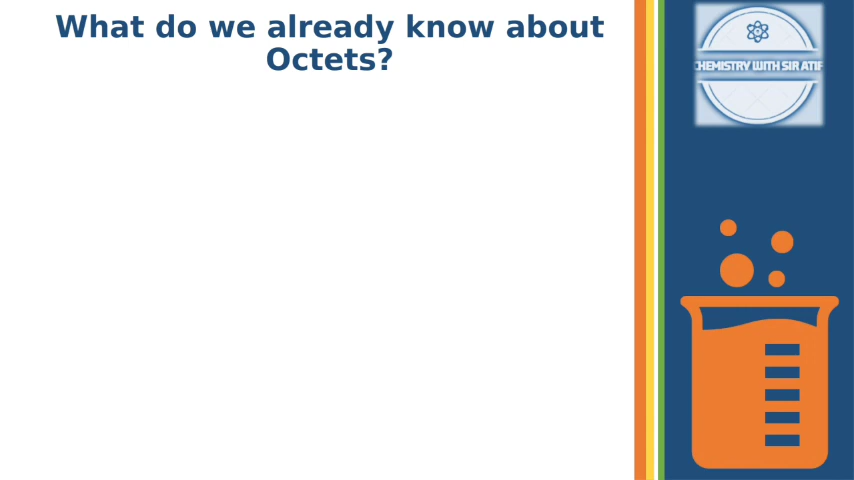 What do we already know about
Octets?
CHEMISTRY WITH SIR ATIF